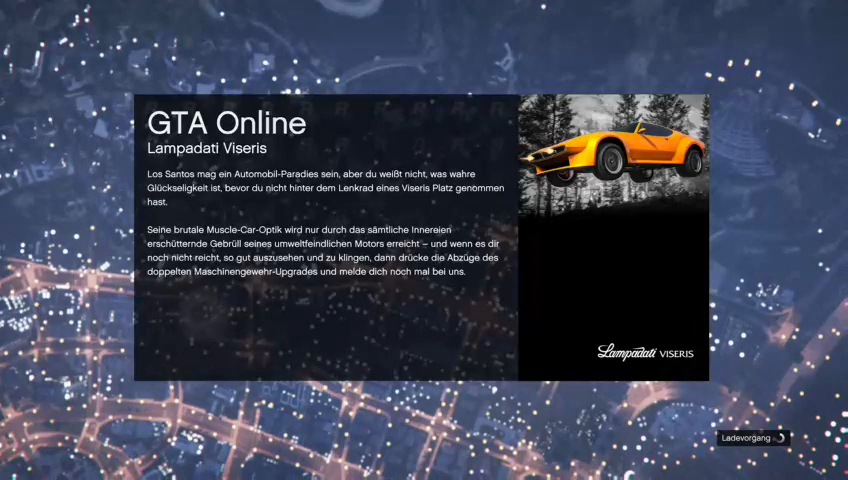 GTA Online
Lampadati Viseris
Los Santos mag ein Automobil-Paradies sein, aber du weißt nicht, was wahre
Glückseligkeit ist, bevor du nicht hinter dem Lenkrad eines Viseris Platz genommen
hast.
Seine brutale Muscle-Car-Optik wird nur durch das sämtliche Innereien
erschütternde Gebrüll seines umweltfeindlichen Motors erreicht – und wenn es dir
noch nicht reicht, so gut auszusehen und zu klingen, dann drücke die Abzüge des
doppelten Maschinengewehr-Upgrades und melde dich noch mal bei uns.
Lampadati VISERIS
Ladevorgang